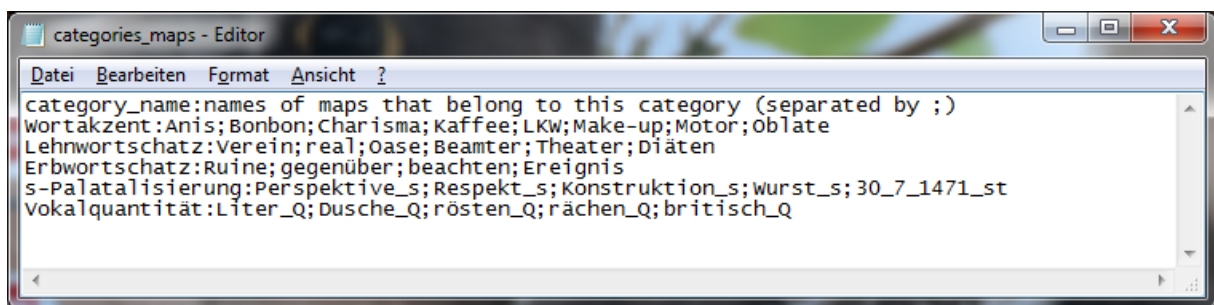 categories_maps - Editor
Datei Bearbeiten Format Ansicht ?
category_name:names of maps that belong to this category (separated by ;)
Wortakzent:Anis;Bonbon;Charisma;Kaffee;LKW;Make-up;Motor;Oblate
Lehnwortschatz:Verein;real;Oase;Beamter;Theater;Diäten
Erbwortschatz:Ruine;gegenüber;beachten;Ereignis
s-Palatalisierung:Perspektive_s;Respekt_s;Konstruktion_s;Wurst_s;30_7_1471_st
Vokalquantität:Liter_Q;Dusche_Q;rösten_Q;rächen_Q;britisch_Q